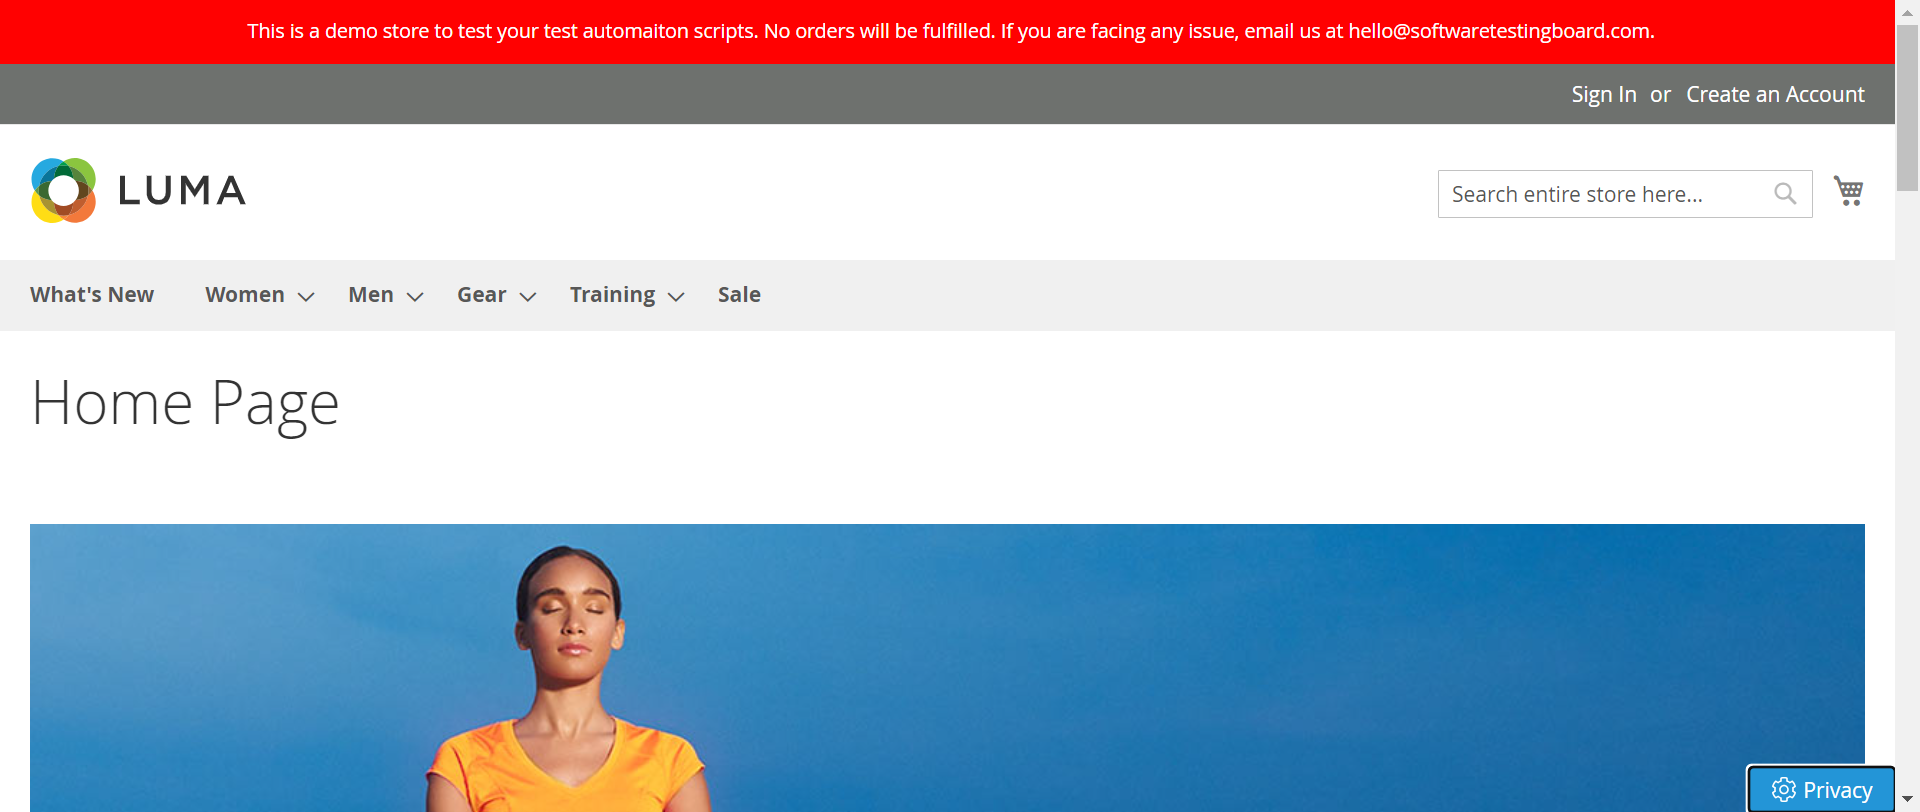 This is a demo store to test your test automaiton scripts. No orders will be fulfilled. If you are facing any issue, email us at hello@softwaretestingboard.com.
Sign In or Create an Account
LUMA
Search entire store here...
What's New Women Men Gear Training Sale
Home Page
Privacy